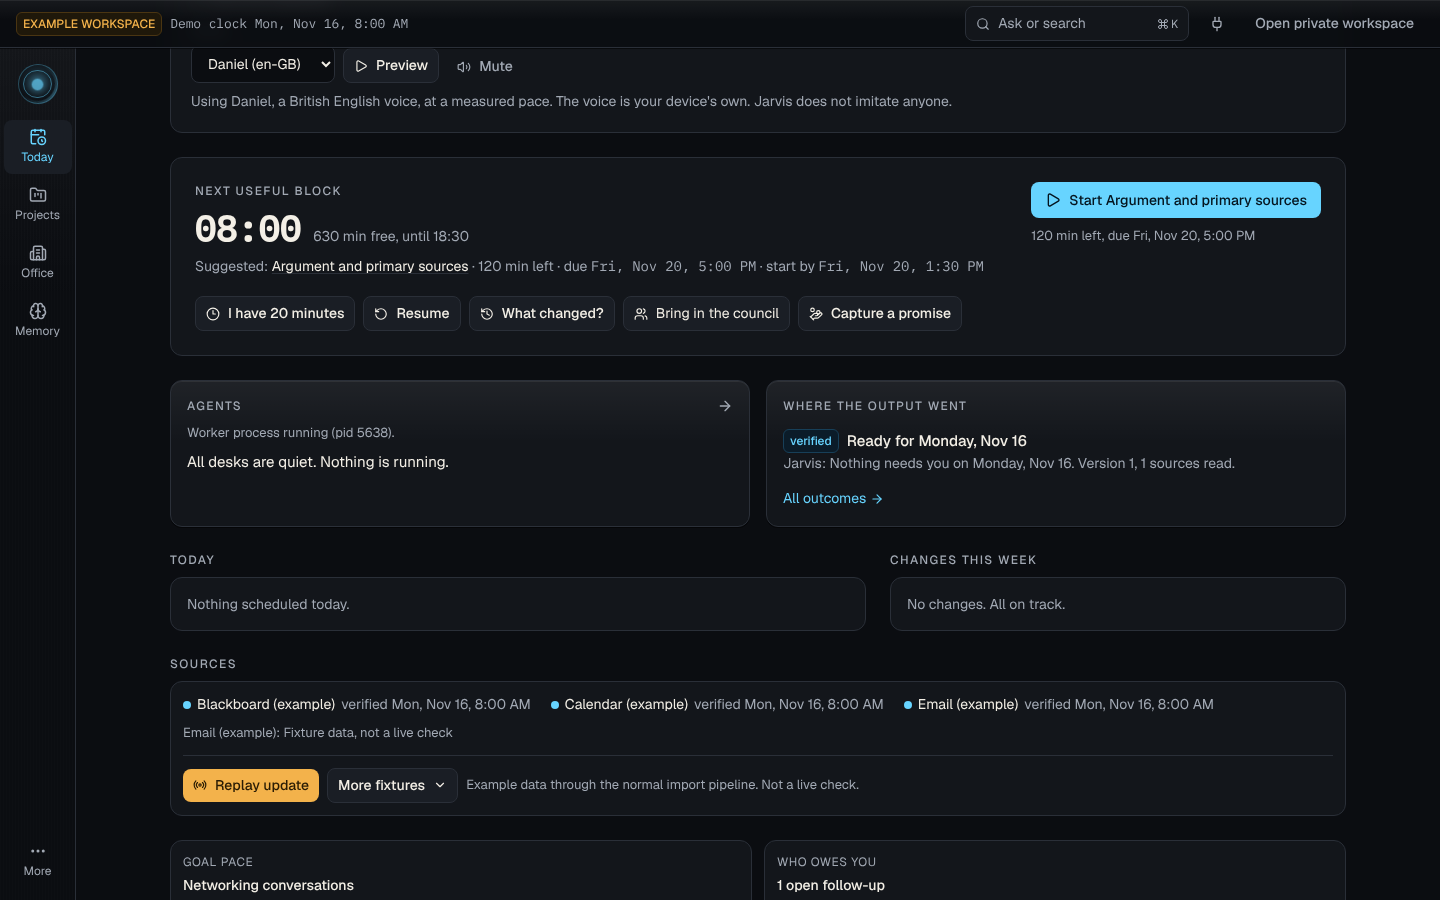 EXAMPLE WORKSPACE Demo clock Mon, Nov 16, 8:00 AM Ask or search ⌘K Open private workspace
Today
Projects
Office
Memory
More
Daniel (en-GB) Preview Mute
Using Daniel, a British English voice, at a measured pace. The voice is your device's own. Jarvis does not imitate anyone.
NEXT USEFUL BLOCK
08:00 630 min free, until 18:30
Suggested: Argument and primary sources · 120 min left · due Fri, Nov 20, 5:00 PM · start by Fri, Nov 20, 1:30 PM
Start Argument and primary sources
120 min left, due Fri, Nov 20, 5:00 PM
I have 20 minutes Resume What changed? Bring in the council Capture a promise
AGENTS
Worker process running (pid 5638).
All desks are quiet. Nothing is running.
WHERE THE OUTPUT WENT
verified Ready for Monday, Nov 16
Jarvis: Nothing needs you on Monday, Nov 16. Version 1, 1 sources read.
All outcomes →
TODAY
Nothing scheduled today.
CHANGES THIS WEEK
No changes. All on track.
SOURCES
Blackboard (example) verified Mon, Nov 16, 8:00 AM Calendar (example) verified Mon, Nov 16, 8:00 AM Email (example) verified Mon, Nov 16, 8:00 AM
Email (example): Fixture data, not a live check
Replay update More fixtures Example data through the normal import pipeline. Not a live check.
GOAL PACE
Networking conversations
WHO OWES YOU
1 open follow-up